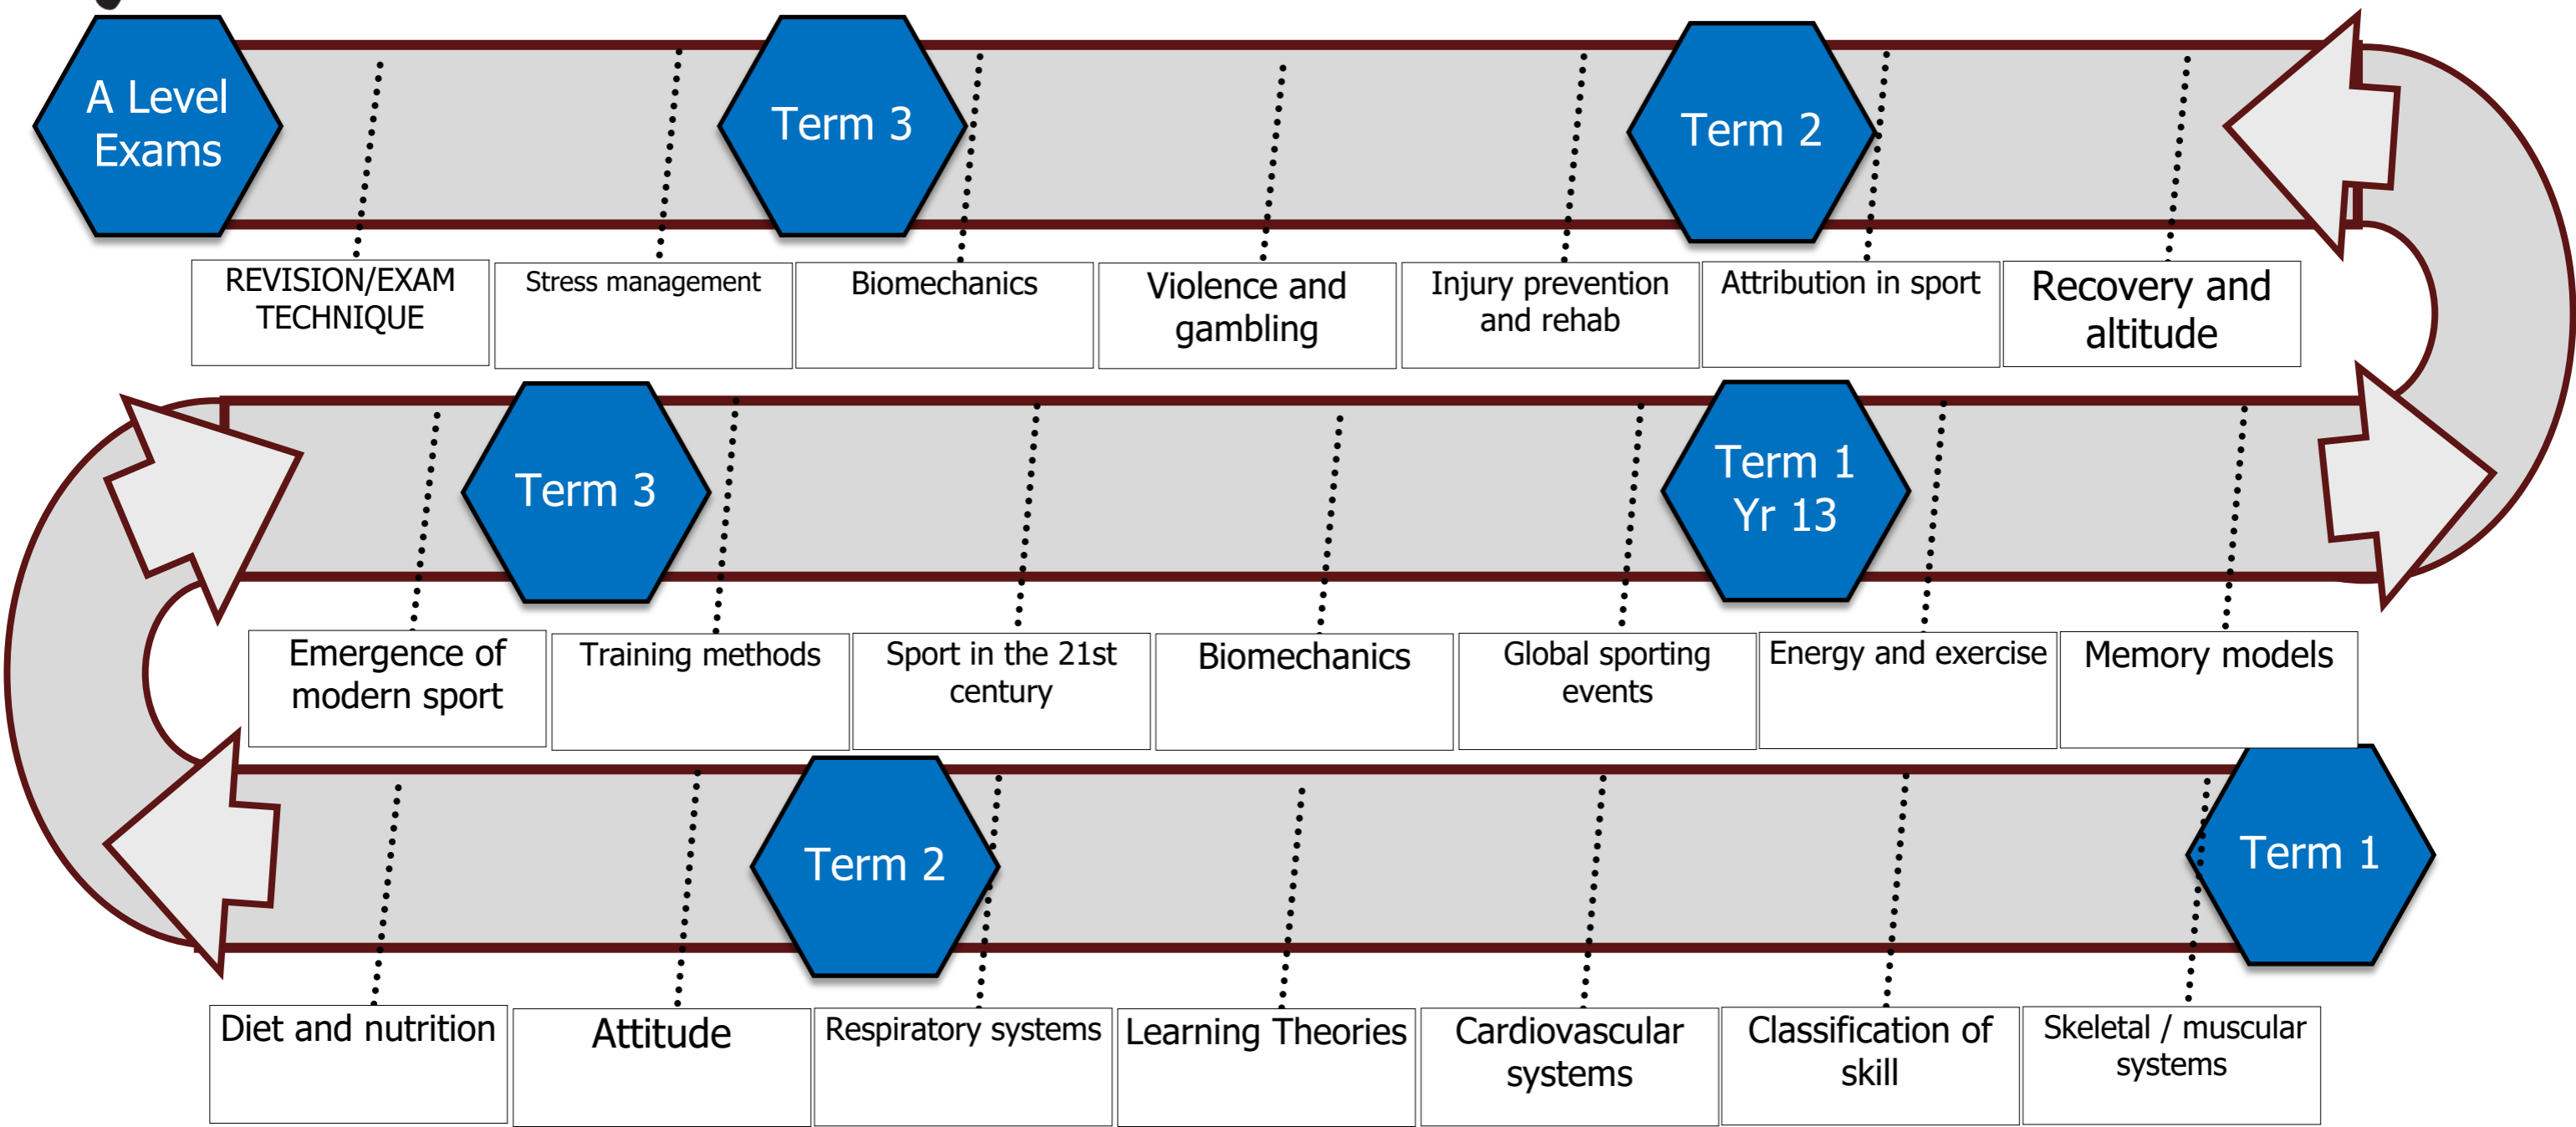 A Level
Exams
Term 3
Term 2
REVISION/EXAM
TECHNIQUE
Stress management
Biomechanics
Violence and
gambling
Injury prevention
and rehab
Attribution in sport
Recovery and
altitude
Term 3
Term 1
Yr 13
Emergence of
modern sport
Training methods
Sport in the 21st
century
Biomechanics
Global sporting
events
Energy and exercise
Memory models
Term 2
Term 1
Diet and nutrition
Attitude
Respiratory systems
Learning Theories
Cardiovascular
systems
Classification of
skill
Skeletal / muscular
systems